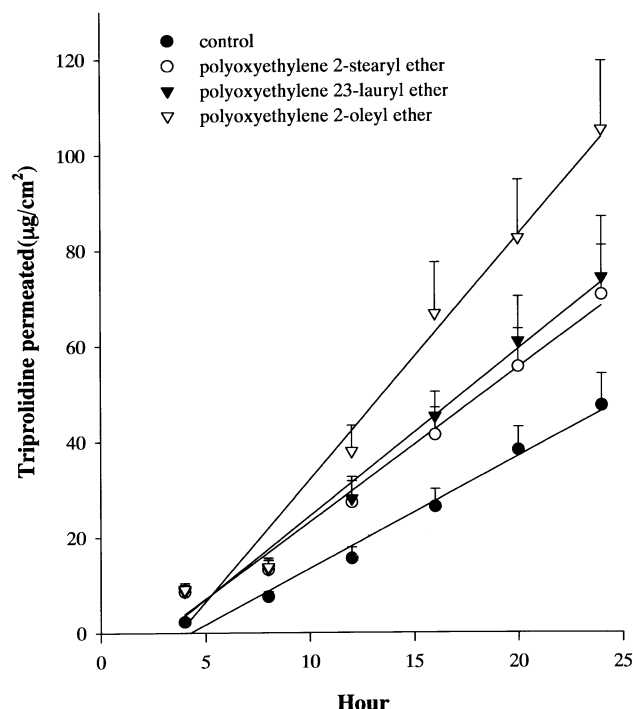 control
polyoxyethylene 2-stearyl ether
polyoxyethylene 23-lauryl ether
polyoxyethylene 2-oleyl ether
Triprolidine permeated(μg/cm²)
120
100
80
60
40
20
0
0 5 10 15 20 25
Hour